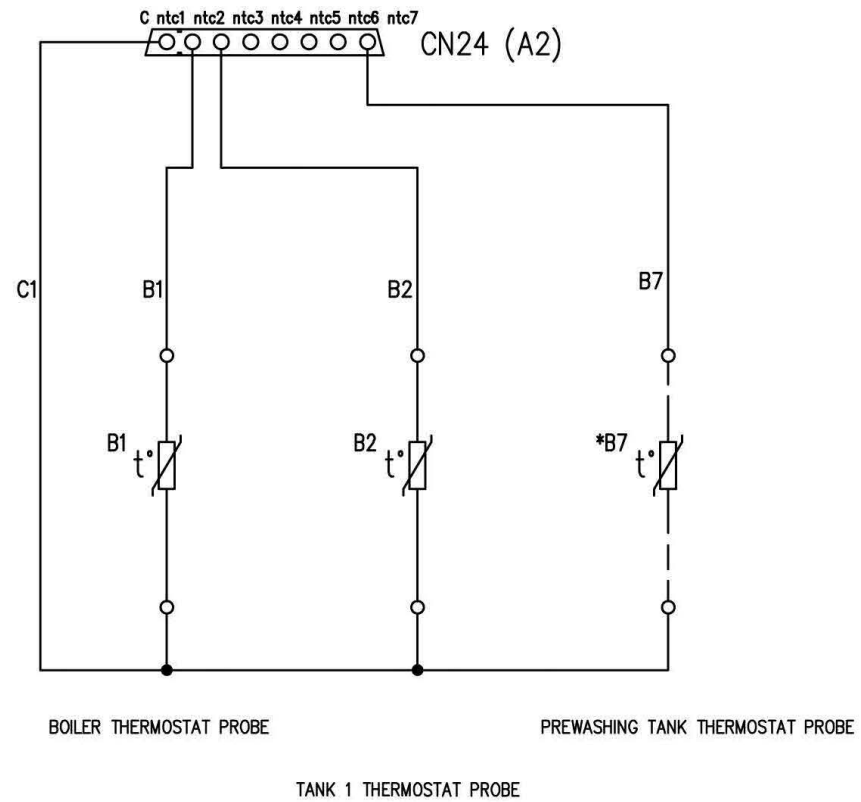 C ntc1 ntc2 ntc3 ntc4 ntc5 ntc6 ntc7
CN24 (A2)
C1
B1
B2
B7
B1
t°
B2
t°
*B7
t°
BOILER THERMOSTAT PROBE
PREWASHING TANK THERMOSTAT PROBE
TANK 1 THERMOSTAT PROBE